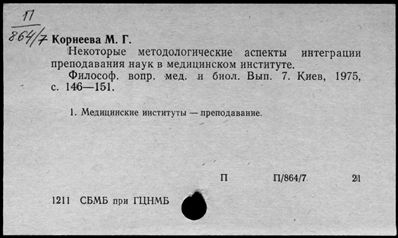 П
864/7
Корнеева М. Г.
Некоторые методологические аспекты интеграции
преподавания наук в медицинском институте.
Философ. вопр. мед. и биол. Вып. 7. Киев, 1975,
с. 146—151.
1. Медицинские институты — преподавание.
П П/864/7 21
1211 СБМБ при ГЦНМБ